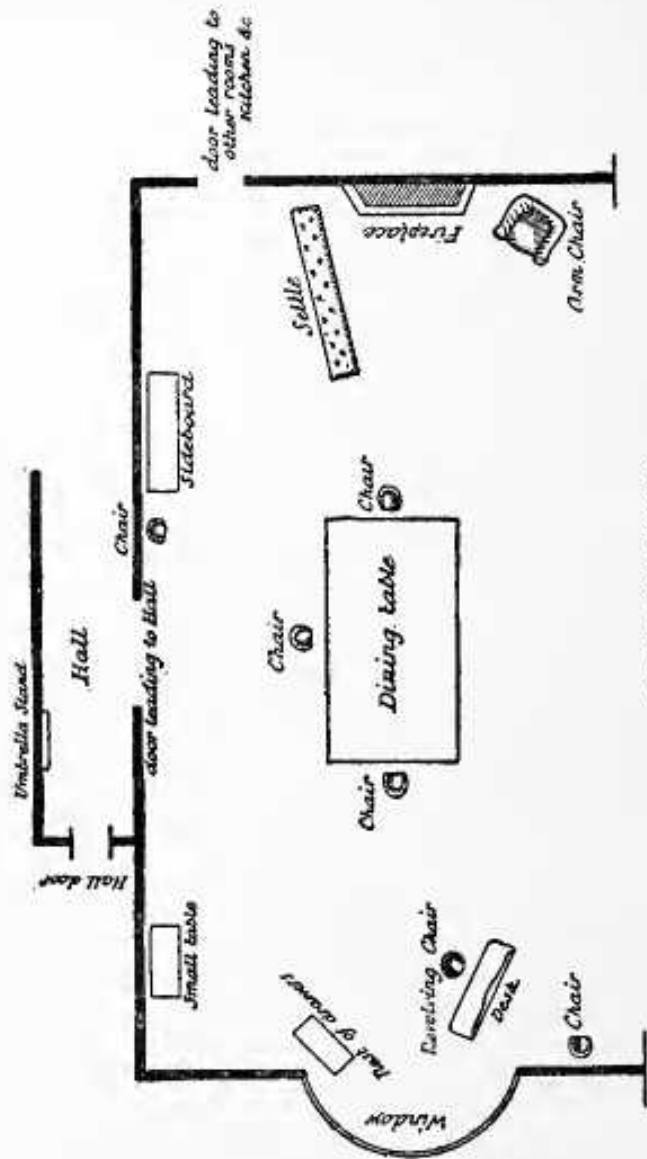 Umbrella Stand
Hall
Hall door
door leading to Hall
Chair
Sideboard
door leading to
other rooms
Kitchen &c
Small table
Nest of drawers
Window
Revolving Chair
Desk
Chair
Chair
Chair
Chair
Dining table
Settle
Fireplace
Arm Chair